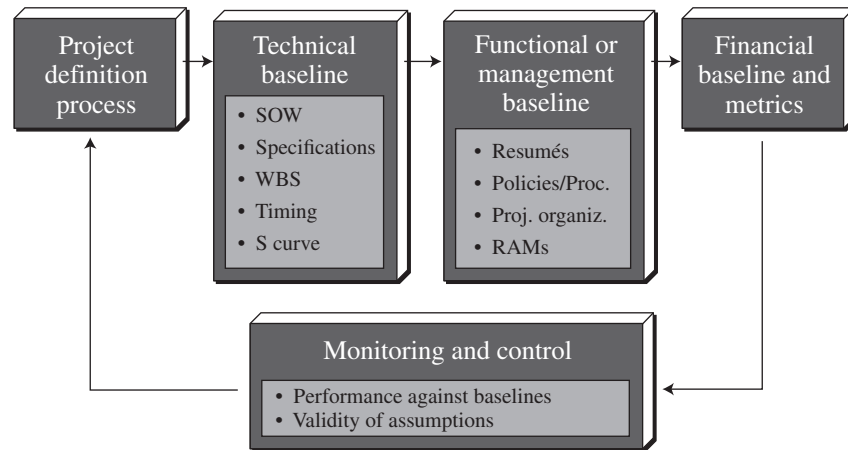 Project
definition
process
Technical
baseline
• SOW
• Specifications
• WBS
• Timing
• S curve
Functional or
management
baseline
• Resumés
• Policies/Proc.
• Proj. organiz.
• RAMs
Financial
baseline and
metrics
Monitoring and control
• Performance against baselines
• Validity of assumptions